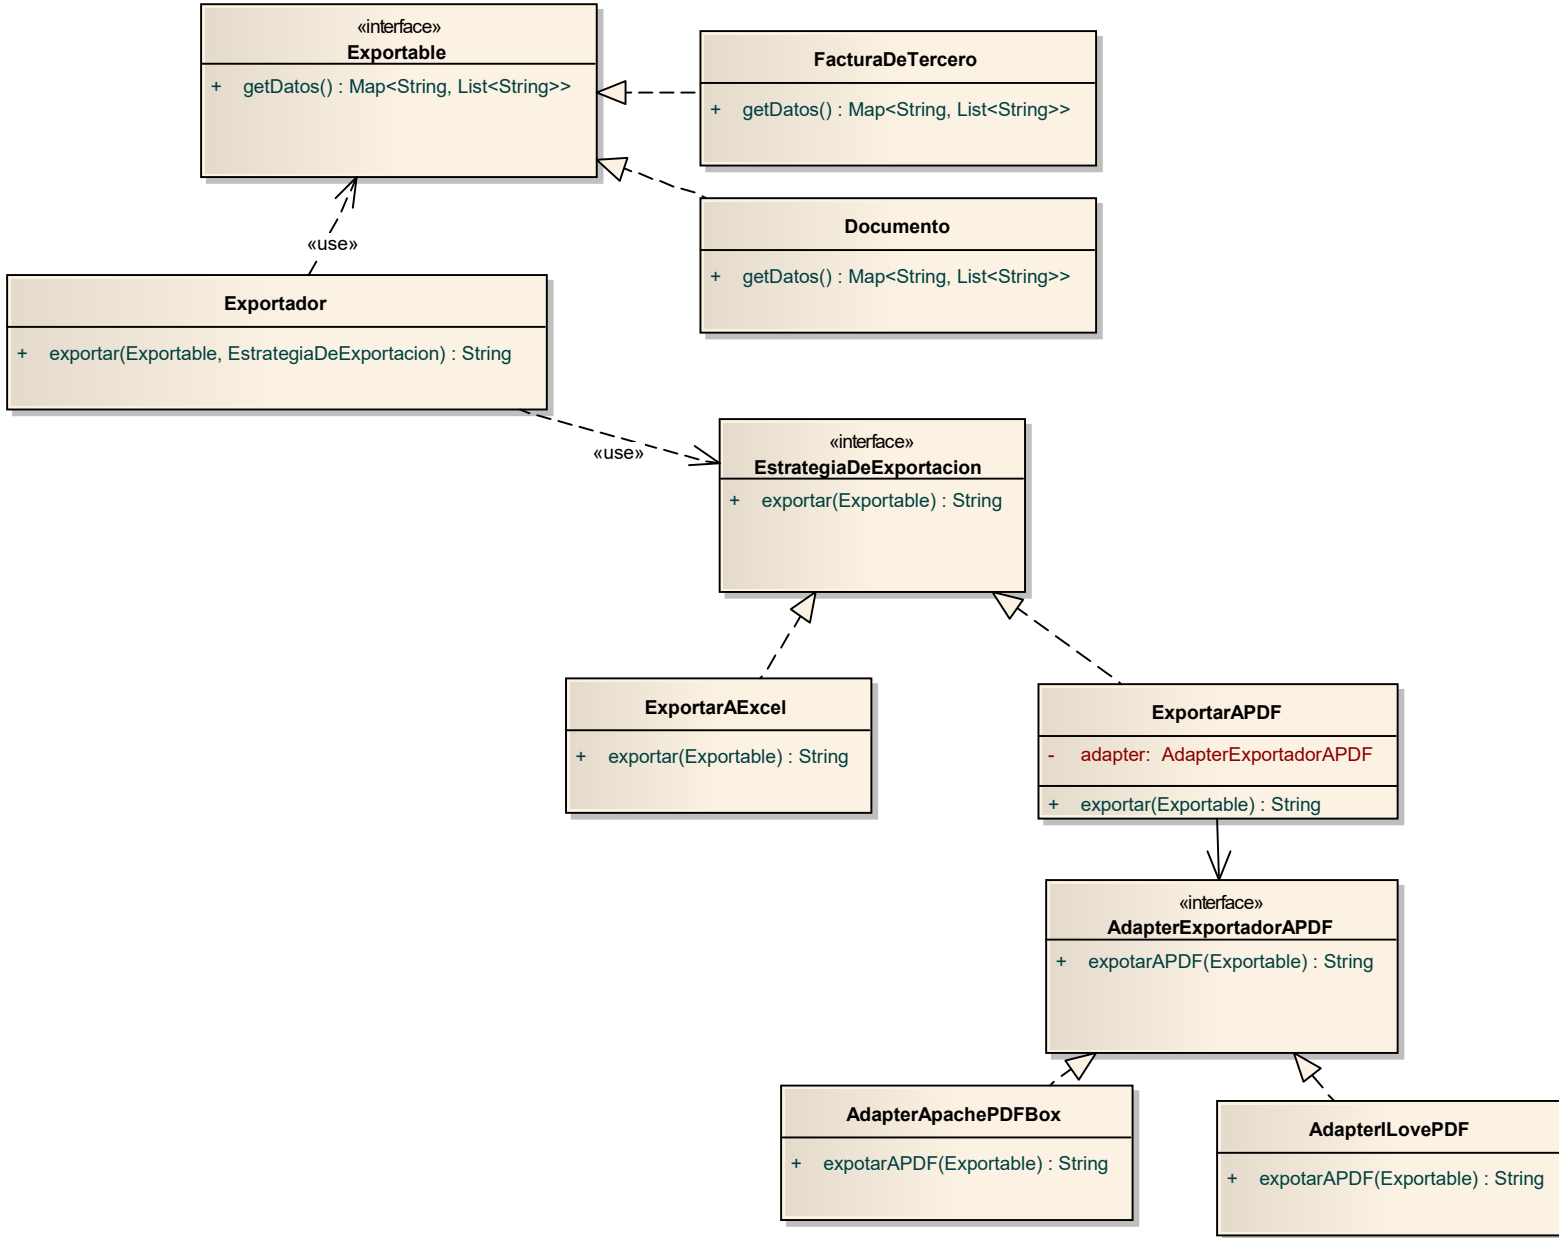 «interface»
Exportable
+ getDatos() : Map<String, List<String>>
FacturaDeTercero
+ getDatos() : Map<String, List<String>>
Documento
+ getDatos() : Map<String, List<String>>
«use»
Exportador
+ exportar(Exportable, EstrategiaDeExportacion) : String
«use»
«interface»
EstrategiaDeExportacion
+ exportar(Exportable) : String
ExportarAExcel
+ exportar(Exportable) : String
ExportarAPDF
- adapter: AdapterExportadorAPDF
+ exportar(Exportable) : String
«interface»
AdapterExportadorAPDF
+ expotarAPDF(Exportable) : String
AdapterApachePDFBox
+ expotarAPDF(Exportable) : String
AdapterILovePDF
+ expotarAPDF(Exportable) : String